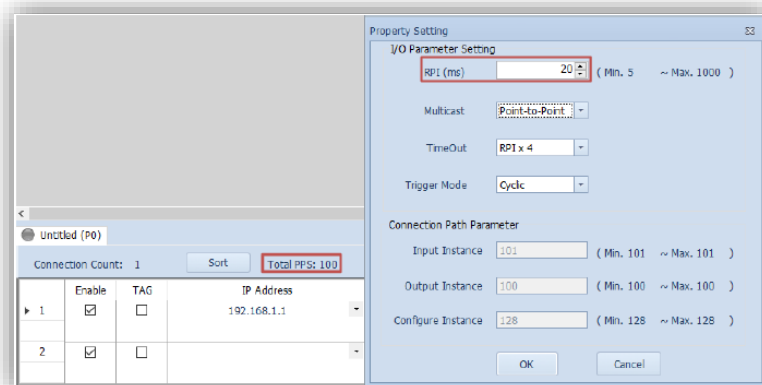 Property Setting
I/O Parameter Setting
RPI (ms) 20 ( Min. 5 ~ Max. 1000 )
Multicast Point-to-Point
TimeOut RPI x 4
Trigger Mode Cyclic
Connection Path Parameter
Input Instance 101 ( Min. 101 ~ Max. 101 )
Output Instance 100 ( Min. 100 ~ Max. 100 )
Configure Instance 128 ( Min. 128 ~ Max. 128 )
OK Cancel
Untitled (P0)
Connection Count: 1 Sort Total PPS: 100
Enable TAG IP Address
1 192.168.1.1
2